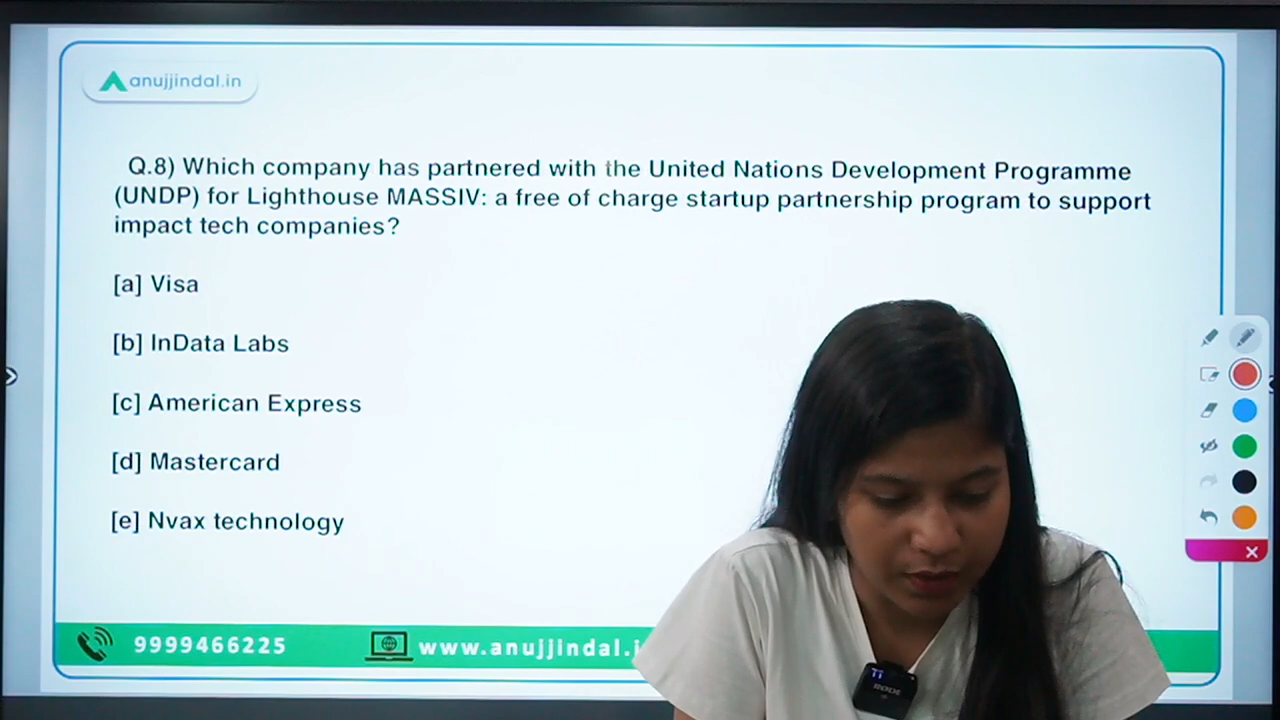 anujjindal.in
Q.8) Which company has partnered with the United Nations Development Programme
(UNDP) for Lighthouse MASSIV: a free of charge startup partnership program to support
impact tech companies?
[a] Visa
[b] InData Labs
[c] American Express
[d] Mastercard
[e] Nvax technology
9999466225
www.anujjindal.i
RODE